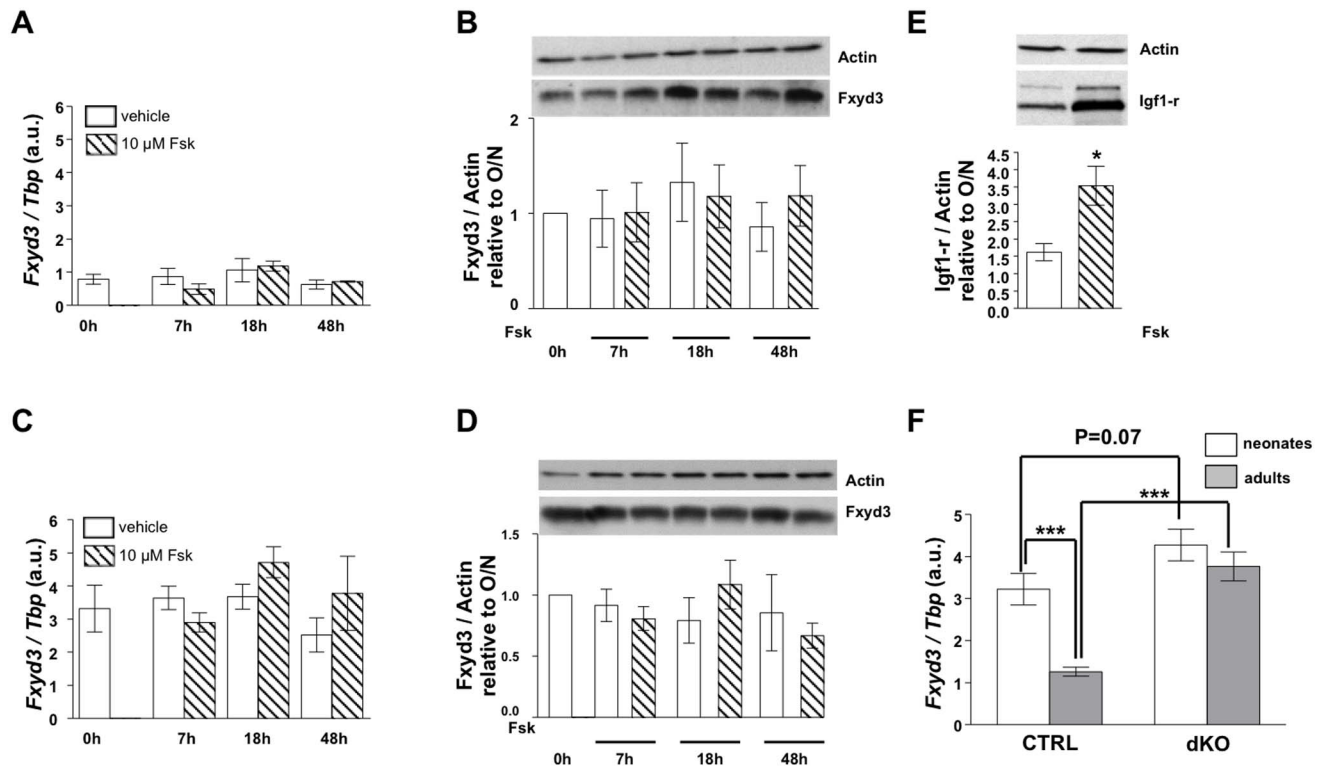 A
vehicle
10 µM Fsk
Fxyd3 / Tbp (a.u.)
6
5
4
3
2
1
0
0h 7h 18h 48h
B
Actin
Fxyd3
Fxyd3 / Actin
relative to O/N
2
1
0
Fsk
0h 7h 18h 48h
E
Actin
Igf1-r
Igf1-r / Actin
relative to O/N
4.5
3.5
3.0
2.5
2.0
1.5
1.5
0.5
0.0
*
Fsk
C
vehicle
10 µM Fsk
Fxyd3 / Tbp (a.u.)
6
5
4
3
2
1
0
0h 7h 18h 48h
D
Actin
Fxyd3
Fxyd3 / Actin
relative to O/N
1.5
1.0
0.5
0.0
Fsk
0h 7h 18h 48h
F
P=0.07
neonates
adults
***
***
Fxyd3 / Tbp (a.u.)
5
4
3
2
1
0
CTRL dKO